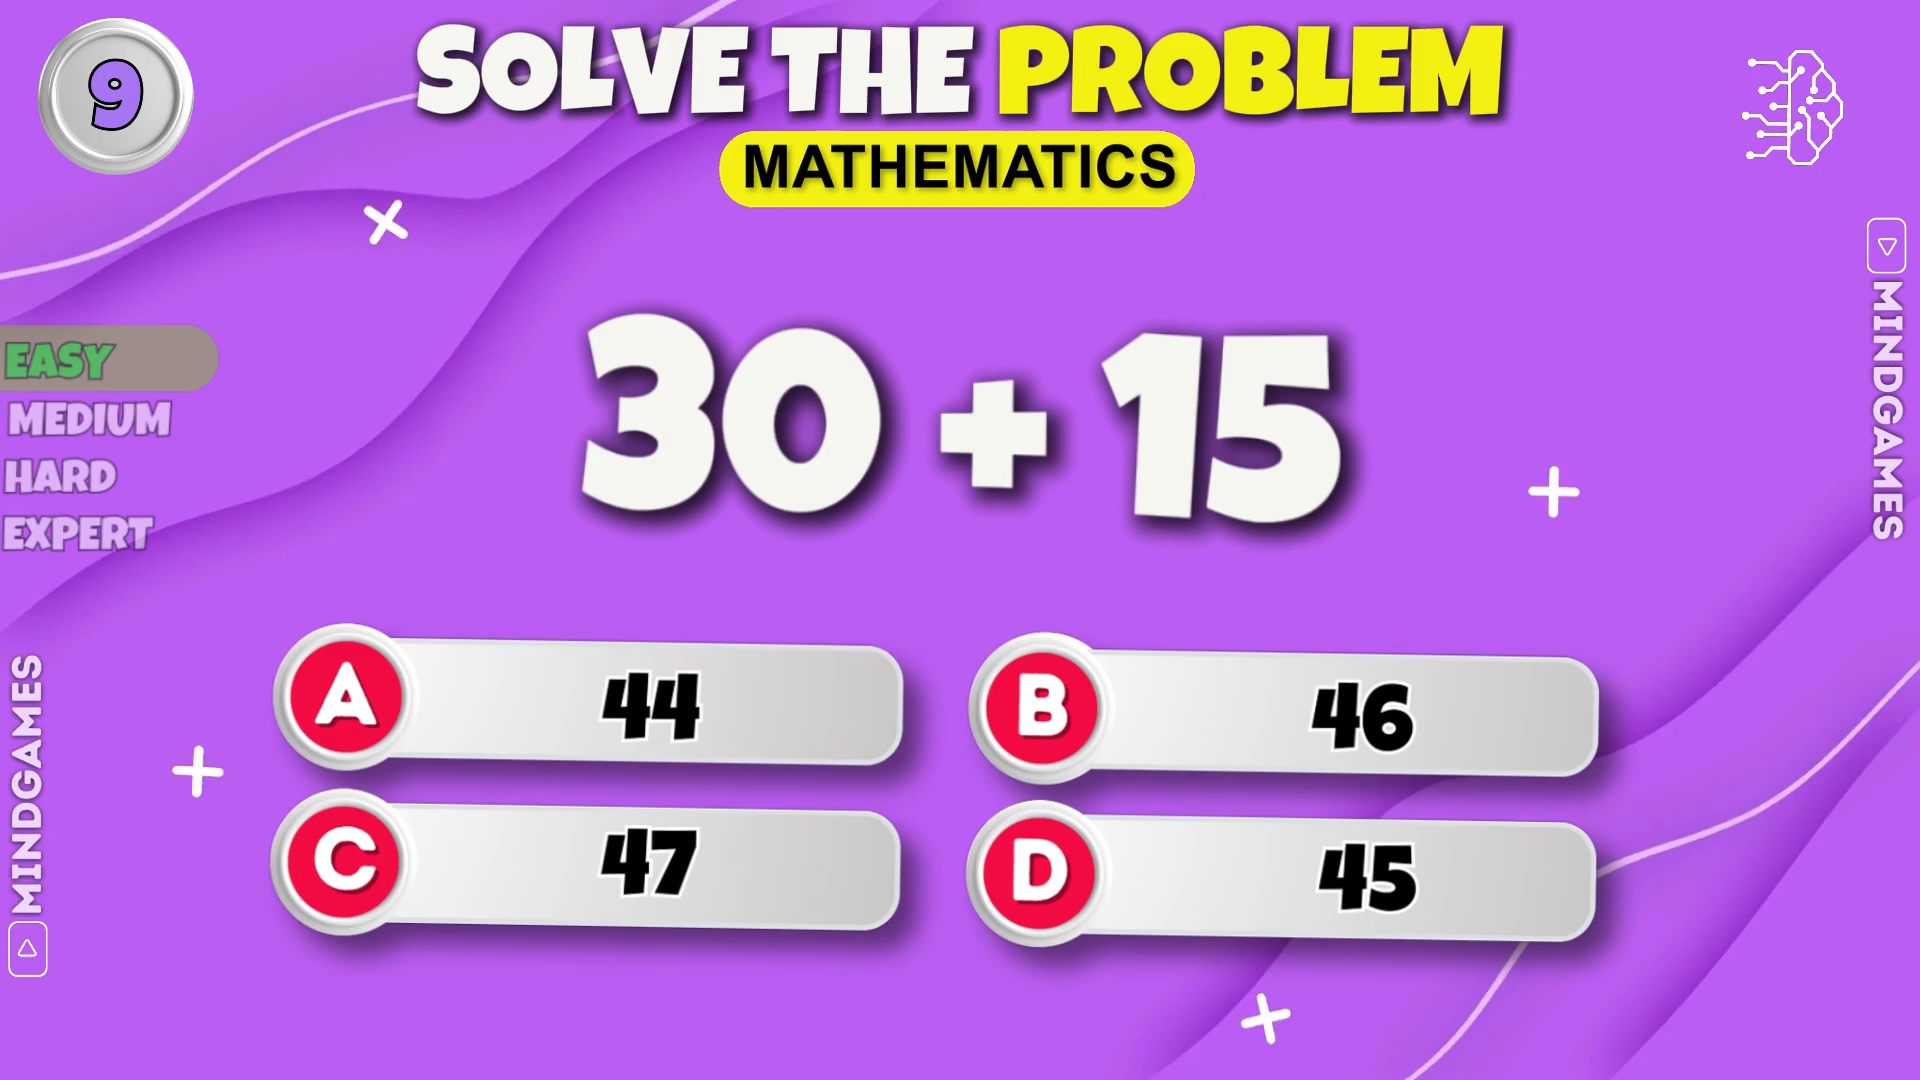 9
SOLVE THE PROBLEM
MATHEMATICS
30 + 15
EASY
MEDIUM
HARD
EXPERT
A 44
B 46
C 47
D 45
MINDGAMES
MINDGAMES